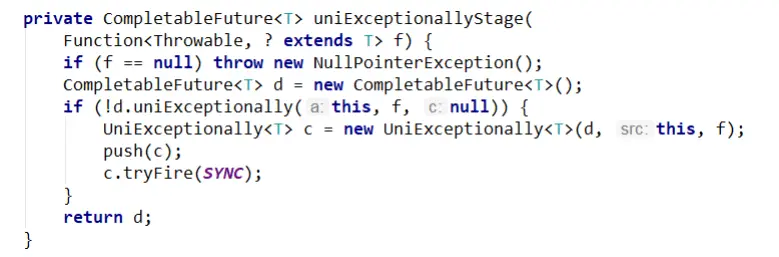 private CompletableFuture<T> uniExceptionallyStage(
    Function<Throwable, ? extends T> f) {
    if (f == null) throw new NullPointerException();
    CompletableFuture<T> d = new CompletableFuture<T>();
    if (!d.uniExceptionally( a: this, f, c: null)) {
        UniExceptionally<T> c = new UniExceptionally<T>(d, src: this, f);
        push(c);
        c.tryFire(SYNC);
    }
    return d;
}